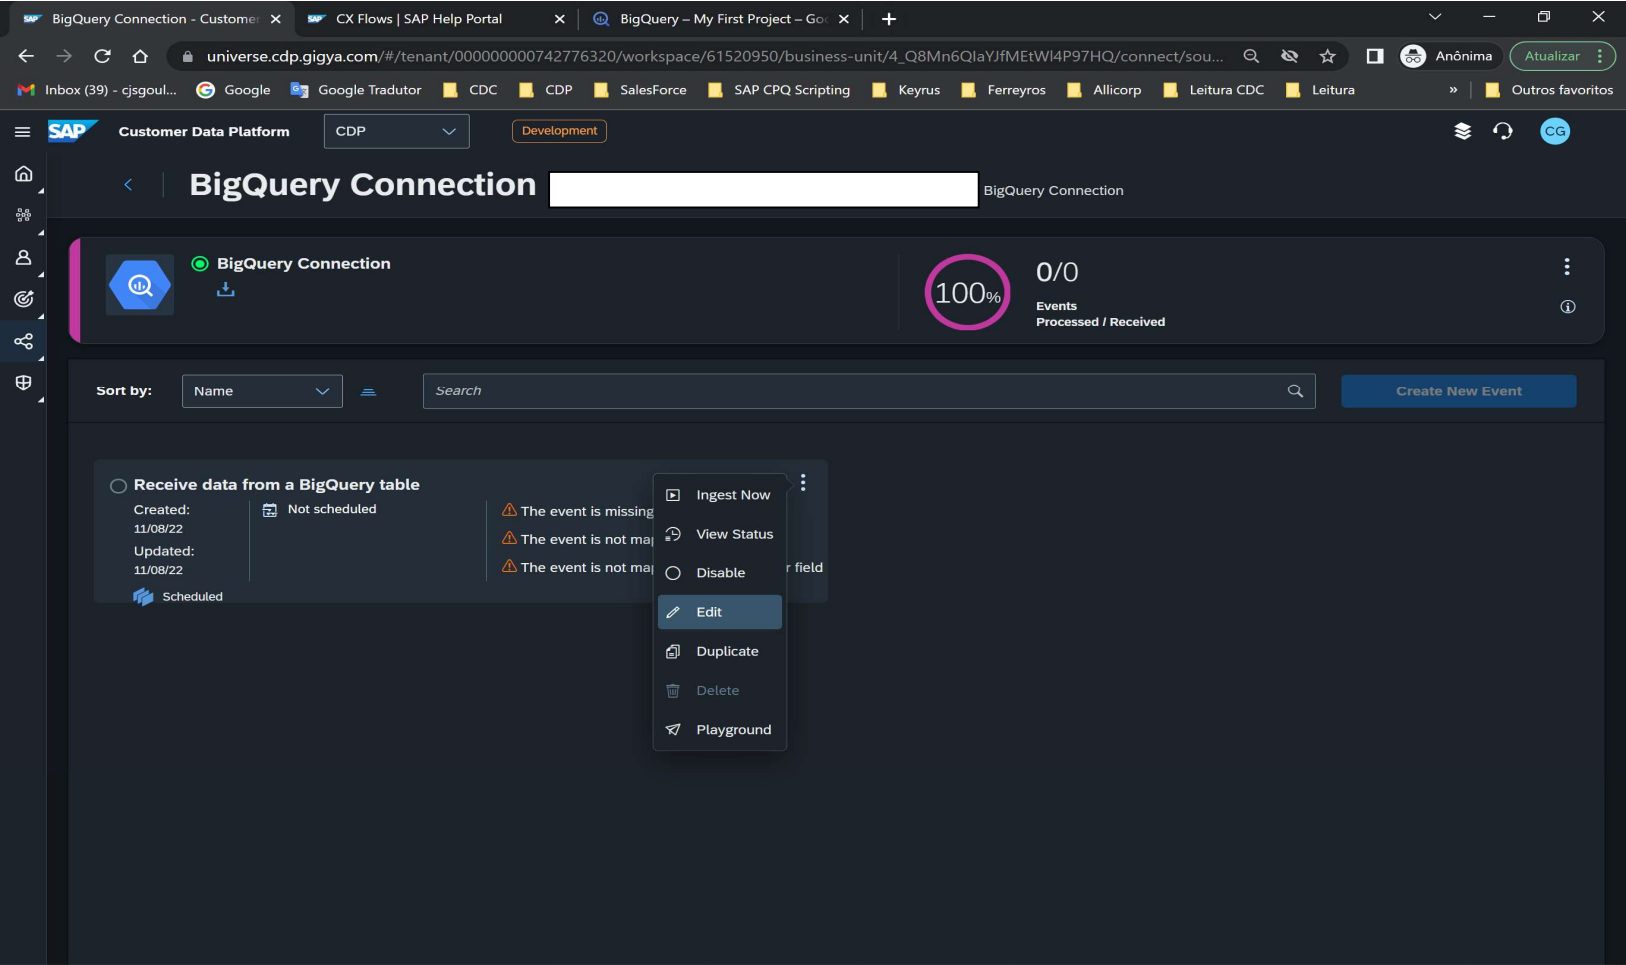 BigQuery Connection - Custome
CX Flows | SAP Help Portal
BigQuery – My First Project – Goo
universe.cdp.gigya.com/#/tenant/000000000742776320/workspace/61520950/business-unit/4_Q8Mn6QIaYJfMEtWl4P97HQ/connect/sou...
Anônima
Atualizar
Inbox (39) - cjsgoul...
Google
Google Tradutor
CDC
CDP
SalesForce
SAP CPQ Scripting
Keyrus
Ferreyros
Allicorp
Leitura CDC
Leitura
»
Outros favoritos
SAP
Customer Data Platform
CDP
Development
CG
BigQuery Connection
BigQuery Connection
BigQuery Connection
100%
0/0
Events
Processed / Received
Sort by:
Name
Search
Create New Event
Receive data from a BigQuery table
Created:
11/08/22
Updated:
11/08/22
Scheduled
Not scheduled
The event is missing
The event is not ma
The event is not ma
r field
Ingest Now
View Status
Disable
Edit
Duplicate
Delete
Playground